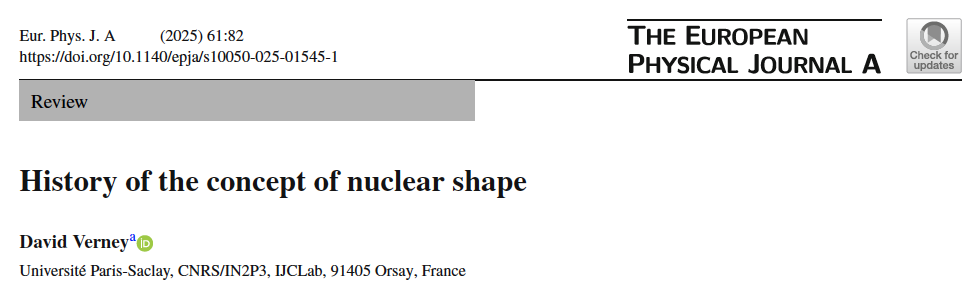 Eur. Phys. J. A (2025) 61:82
https://doi.org/10.1140/epja/s10050-025-01545-1
THE EUROPEAN
PHYSICAL JOURNAL A
Check for
updates
Review
History of the concept of nuclear shape
David Verneyᵃ iD
Université Paris-Saclay, CNRS/IN2P3, IJCLab, 91405 Orsay, France